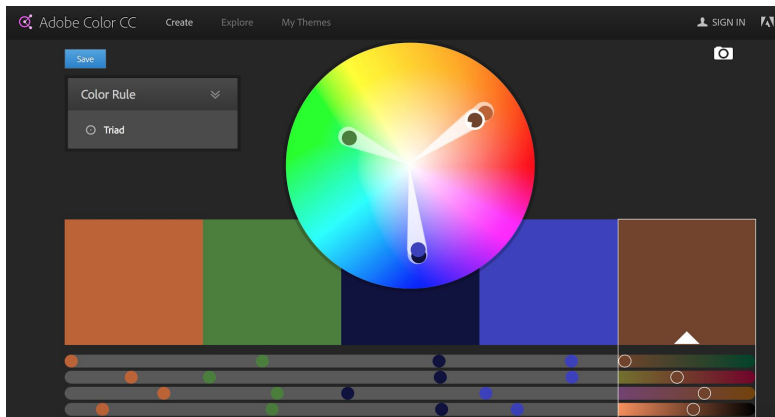 Adobe Color CC Create Explore My Themes SIGN IN
Save
Color Rule
Triad